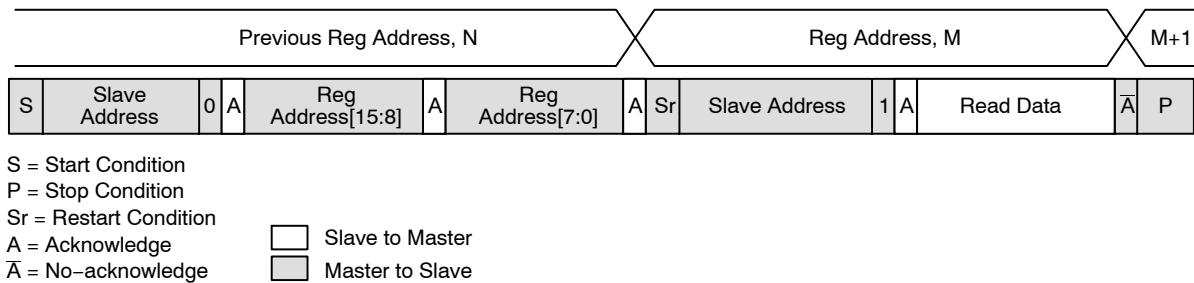 Previous Reg Address, N Reg Address, M M+1
S Slave Address 0 A Reg Address[15:8] A Reg Address[7:0] A Sr Slave Address 1 A Read Data A̅ P
S = Start Condition
P = Stop Condition
Sr = Restart Condition
A = Acknowledge
A̅ = No−acknowledge
Slave to Master
Master to Slave